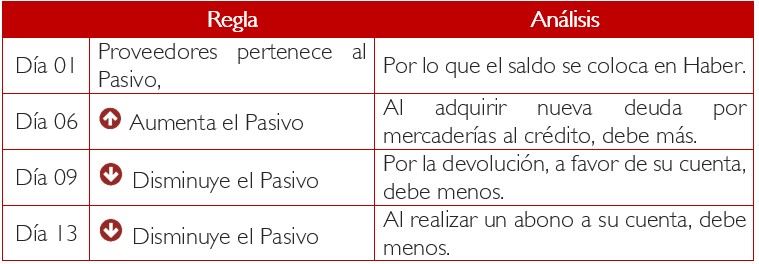 Regla Análisis
Día 01 Proveedores pertenece al Pasivo, Por lo que el saldo se coloca en Haber.
Día 06 Aumenta el Pasivo Al adquirir nueva deuda por mercaderías al crédito, debe más.
Día 09 Disminuye el Pasivo Por la devolución, a favor de su cuenta, debe menos.
Día 13 Disminuye el Pasivo Al realizar un abono a su cuenta, debe menos.